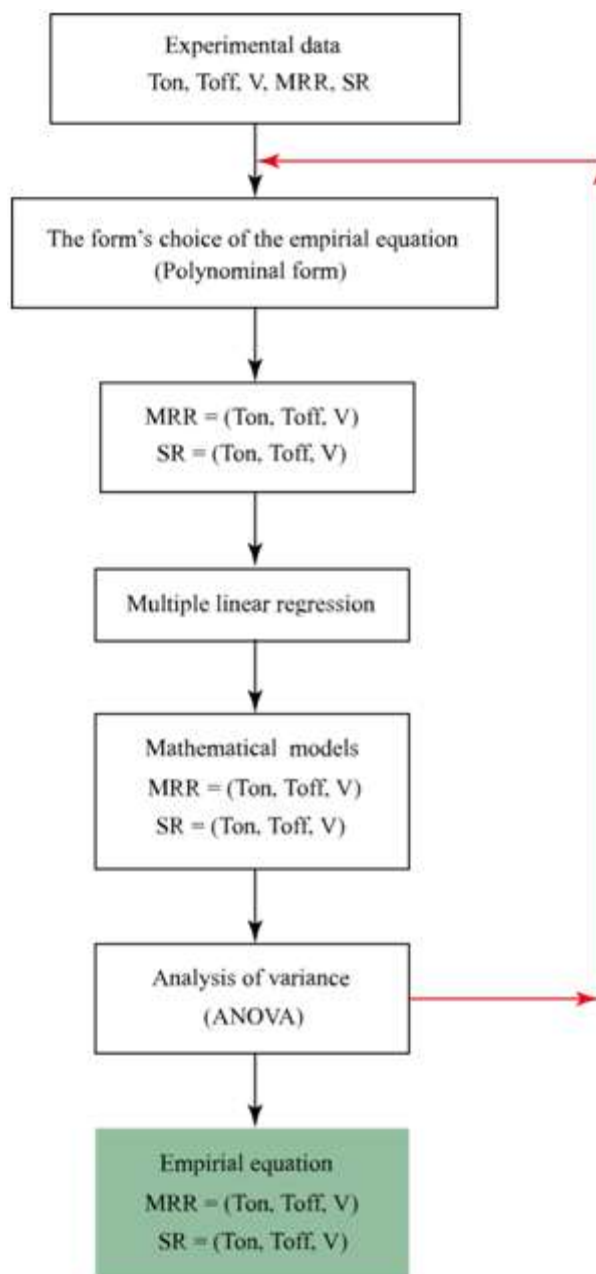 Experimental data
Ton, Toff, V, MRR, SR
The form's choice of the empirial equation
(Polynominal form)
MRR = (Ton, Toff, V)
SR = (Ton, Toff, V)
Multiple linear regression
Mathematical models
MRR = (Ton, Toff, V)
SR = (Ton, Toff, V)
Analysis of variance
(ANOVA)
Empirial equation
MRR = (Ton, Toff, V)
SR = (Ton, Toff, V)